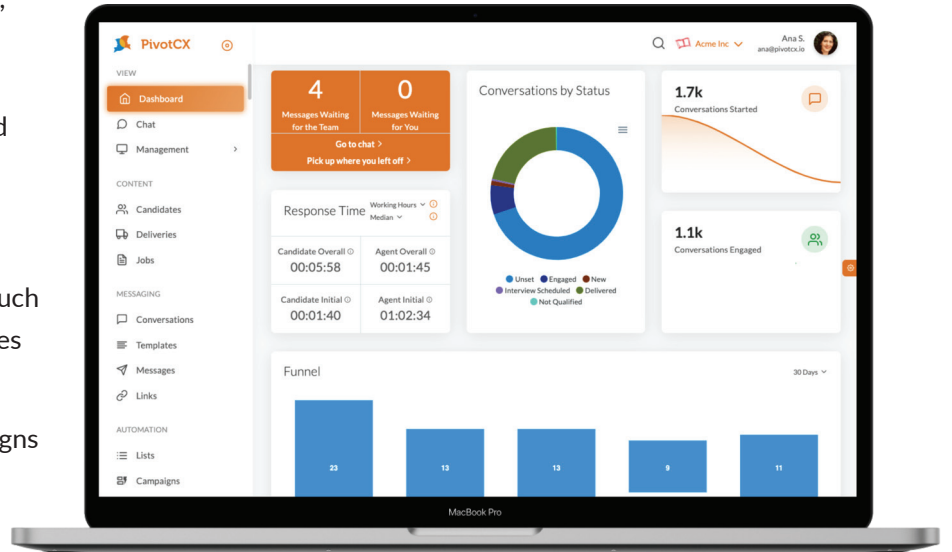 d
uch
es
igns
PivotCX
Acme Inc
Ana S.
ana@pivotcx.io
VIEW
Dashboard
Chat
Management
CONTENT
Candidates
Deliveries
Jobs
MESSAGING
Conversations
Templates
Messages
Links
AUTOMATION
Lists
Campaigns
4
Messages Waiting
for the Team
0
Messages Waiting
for You
Go to chat >
Pick up where you left off >
Response Time
Working Hours
Median
Candidate Overall
00:05:58
Agent Overall
00:01:45
Candidate Initial
00:01:40
Agent Initial
01:02:34
Conversations by Status
Unset Engaged New
Interview Scheduled Delivered
Not Qualified
1.7k
Conversations Started
1.1k
Conversations Engaged
Funnel
30 Days
23 13 13 9 11
MacBook Pro